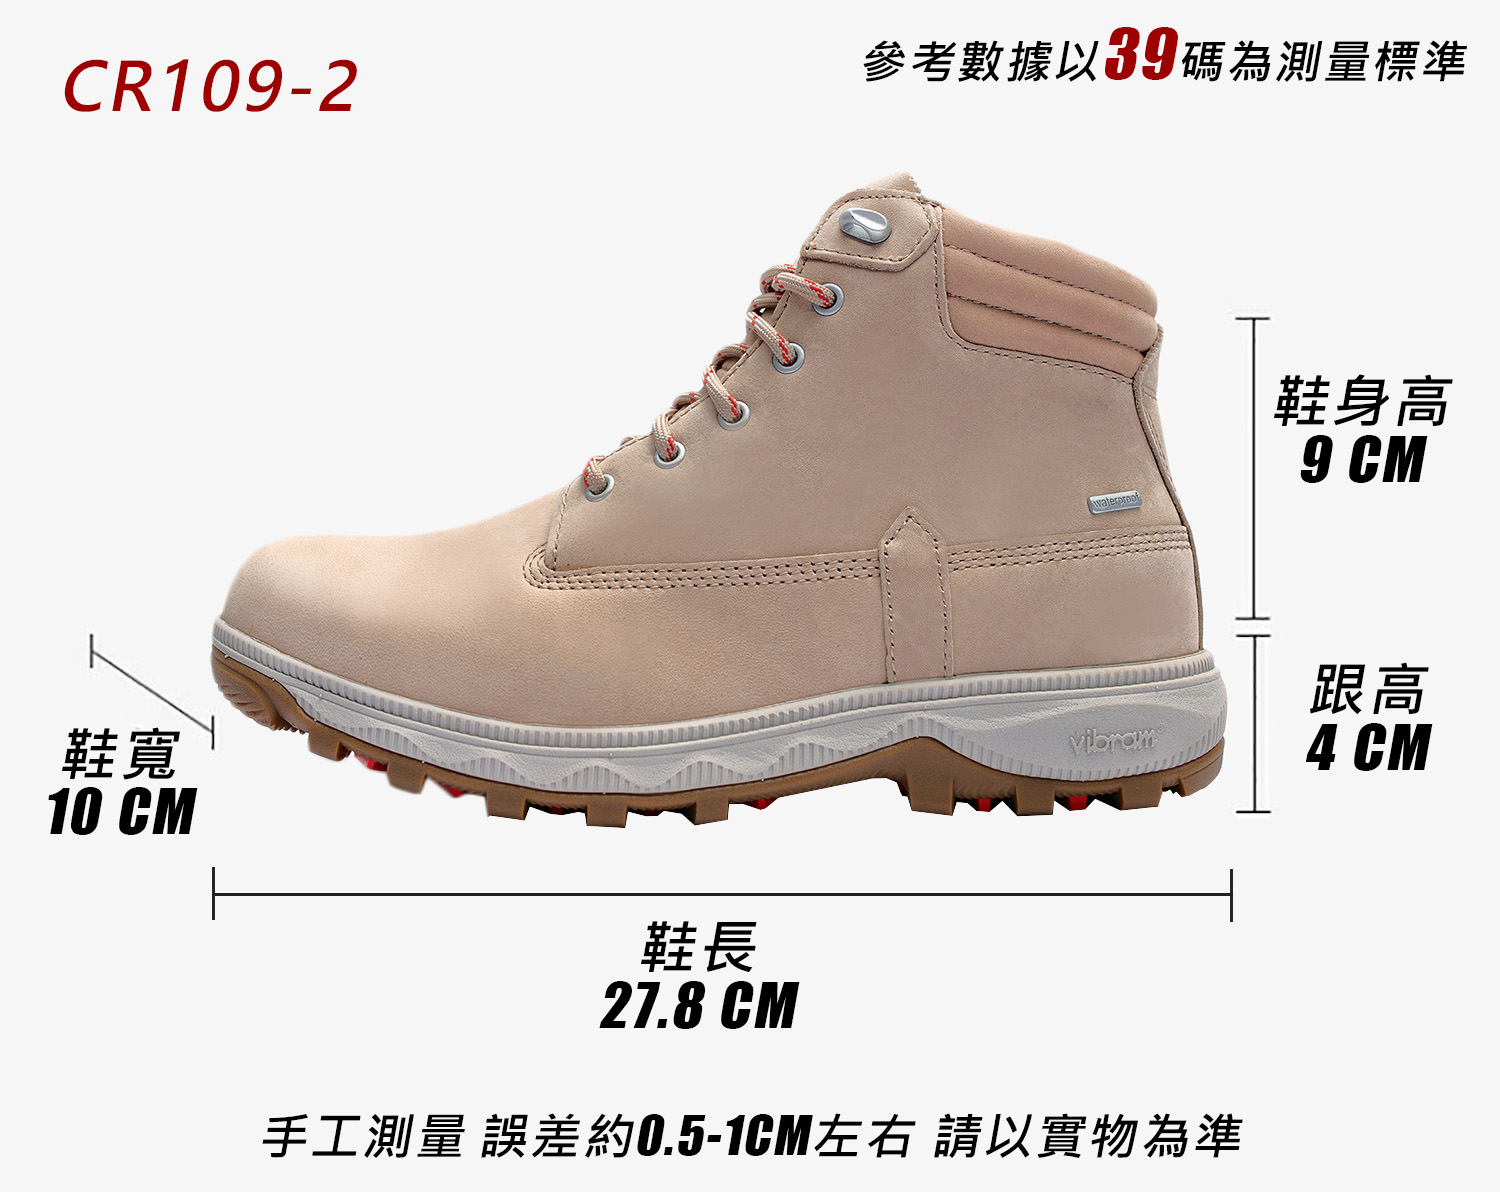 CR109-2
參考數據以39碼為測量標準
waterproof
鞋身高
9 CM
跟高
4 CM
vibram
鞋寬
10 CM
鞋長
27.8 CM
手工測量 誤差約0.5-1CM左右 請以實物為準